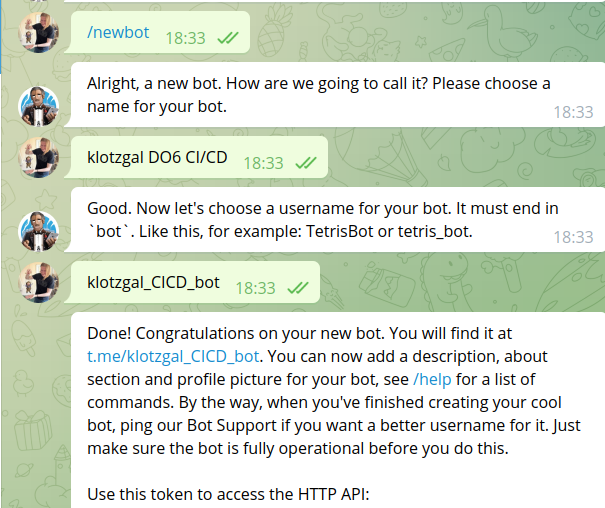 /newbot
18:33
Alright, a new bot. How are we going to call it? Please choose a
name for your bot.
18:33
klotzgal DO6 CI/CD
18:33
Good. Now let's choose a username for your bot. It must end in
`bot`. Like this, for example: TetrisBot or tetris_bot.
18:33
klotzgal_CICD_bot
18:33
Done! Congratulations on your new bot. You will find it at
t.me/klotzgal_CICD_bot. You can now add a description, about
section and profile picture for your bot, see /help for a list of
commands. By the way, when you've finished creating your cool
bot, ping our Bot Support if you want a better username for it. Just
make sure the bot is fully operational before you do this.
Use this token to access the HTTP API: